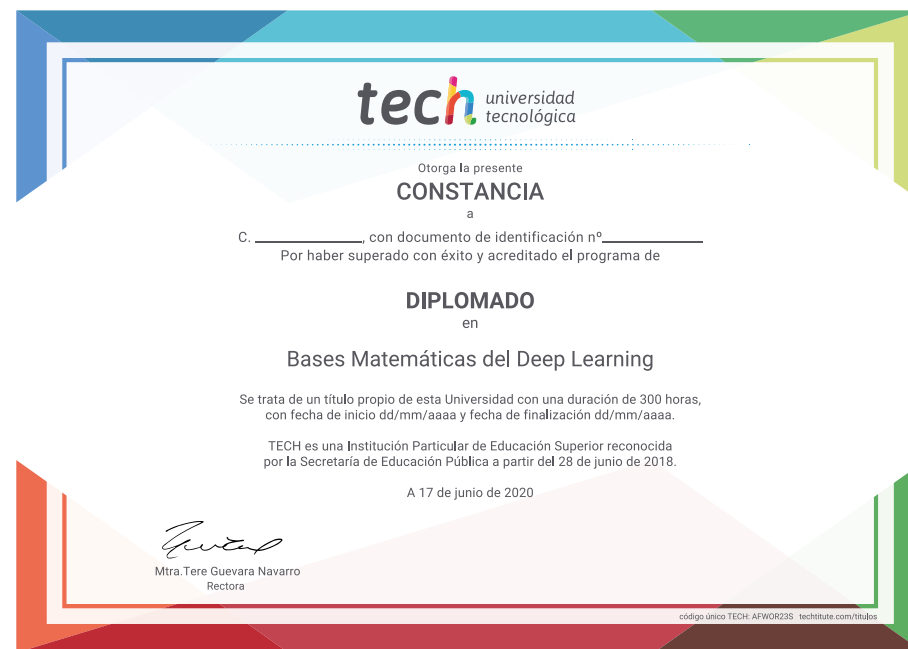 tech universidad
tecnológica
Otorga la presente
CONSTANCIA
a
C. ____________, con documento de identificación nº____________
Por haber superado con éxito y acreditado el programa de
DIPLOMADO
en
Bases Matemáticas del Deep Learning
Se trata de un título propio de esta Universidad con una duración de 300 horas,
con fecha de inicio dd/mm/aaaa y fecha de finalización dd/mm/aaaa.
TECH es una Institución Particular de Educación Superior reconocida
por la Secretaría de Educación Pública a partir del 28 de junio de 2018.
A 17 de junio de 2020
Mtra.Tere Guevara Navarro
Rectora
código único TECH: AFWOR23S techtitute.com/titulos